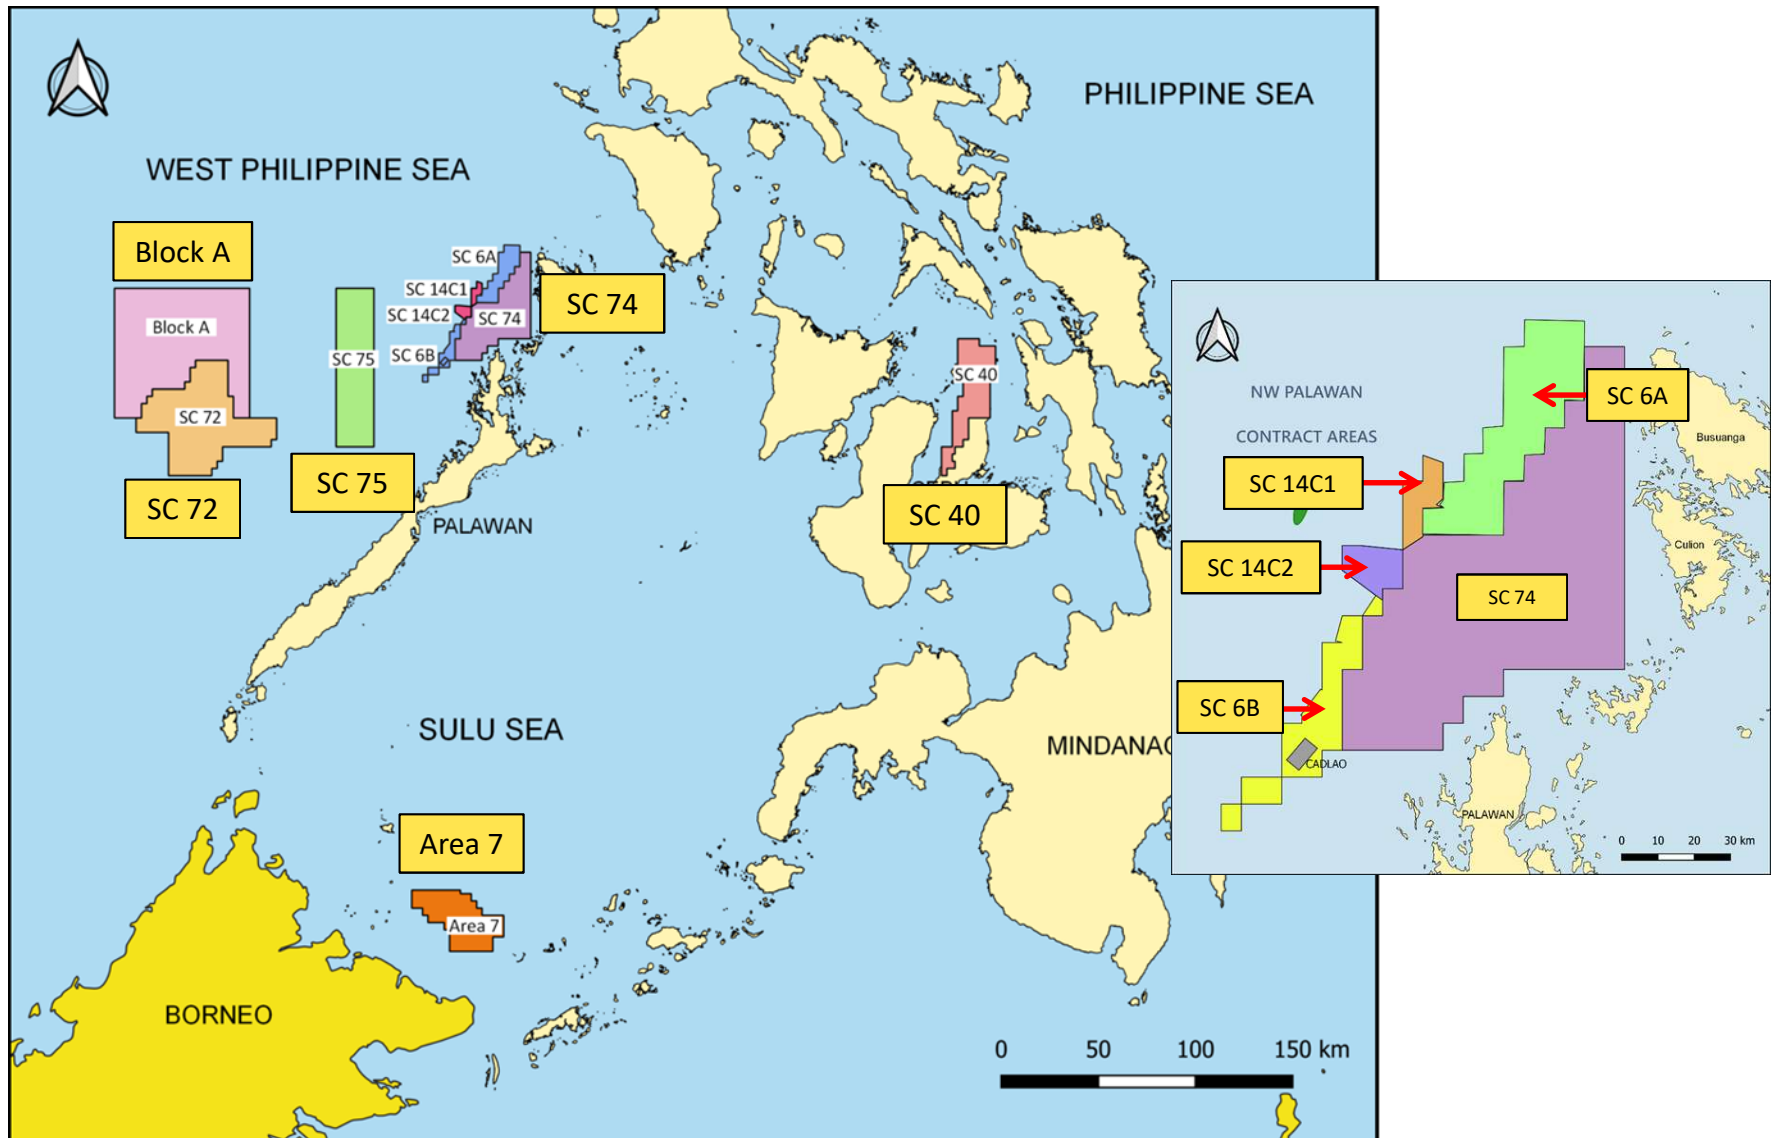 PHILIPPINE SEA
WEST PHILIPPINE SEA
Block A
SC 6A
SC 74
SC 14C1
SC 14C2
SC 74
Block A
SC 75
SC 6B
SC 40
SC 72
SC 75
SC 72
SC 40
PALAWAN
SULU SEA
MINDANAO
Area 7
Area 7
BORNEO
0 50 100 150 km
NW PALAWAN
CONTRACT AREAS
SC 6A
Busuanga
SC 14C1
SC 14C2
Culion
SC 74
SC 6B
CADLAO
PALAWAN
0 10 20 30 km